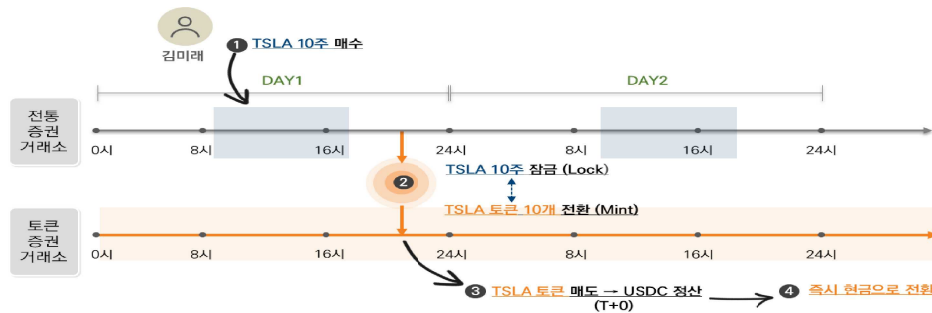 김미래
❶ TSLA 10주 매수
DAY1
DAY2
전통
증권
거래소
0시
8시
16시
24시
8시
16시
24시
❷
TSLA 10주 잠금 (Lock)
TSLA 토큰 10개 전환 (Mint)
토큰
증권
거래소
0시
8시
16시
24시
8시
16시
24시
❸ TSLA 토큰 매도 → USDC 정산
(T+0)
❹ 즉시 현금으로 전환